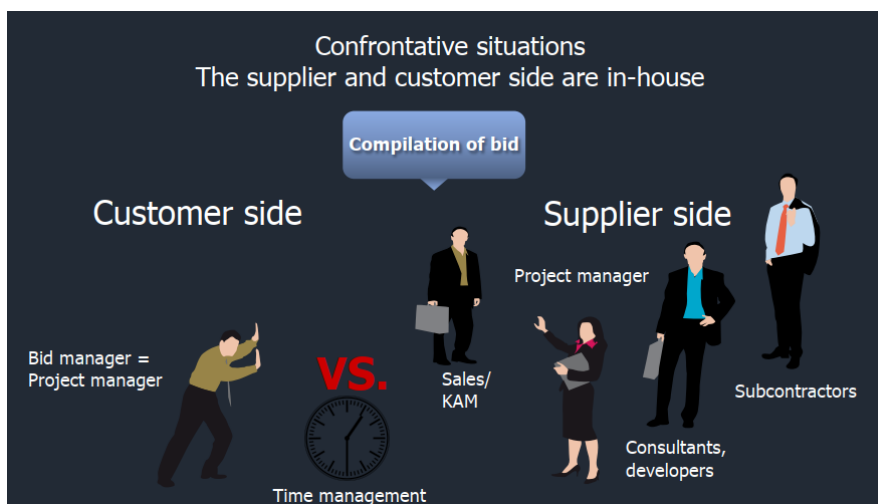 Confrontative situations
The supplier and customer side are in-house
Compilation of bid
Customer side
Supplier side
Project manager
Bid manager =
Project manager
VS.
Sales/
KAM
Subcontractors
Consultants,
developers
Time management